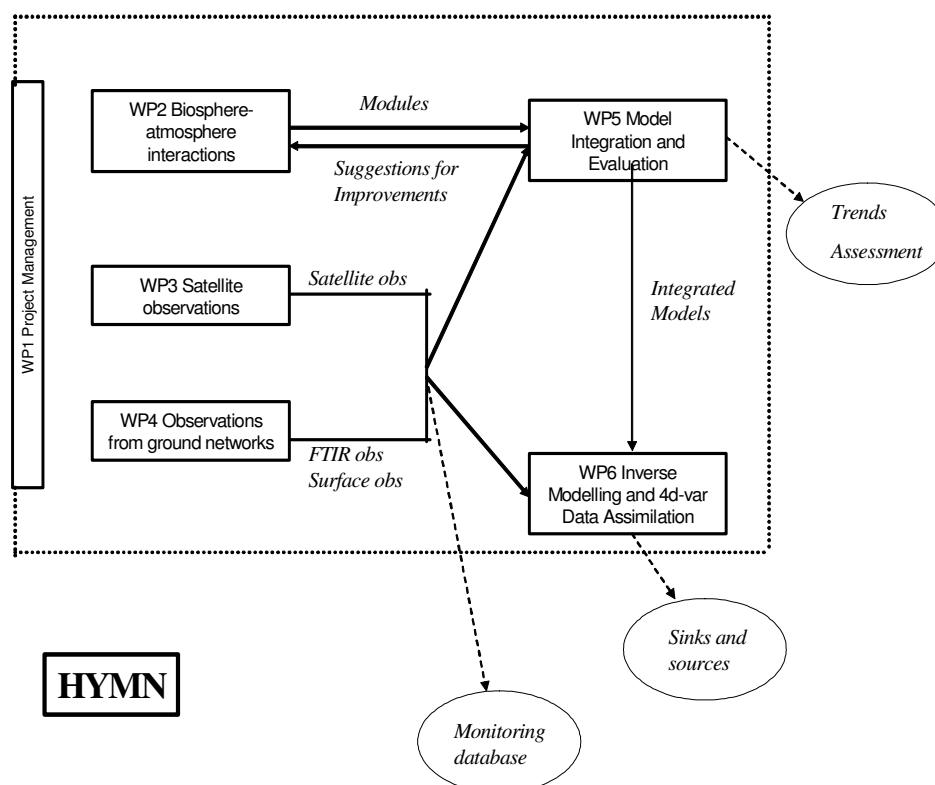 WP1 Project Management
WP2 Biosphere-
atmosphere
interactions
Modules
Suggestions for
Improvements
WP5 Model
Integration and
Evaluation
Trends
Assessment
WP3 Satellite
observations
Satellite obs
Integrated
Models
WP4 Observations
from ground networks
FTIR obs
Surface obs
WP6 Inverse
Modelling and 4d-var
Data Assimilation
Sinks and
sources
HYMN
Monitoring
database